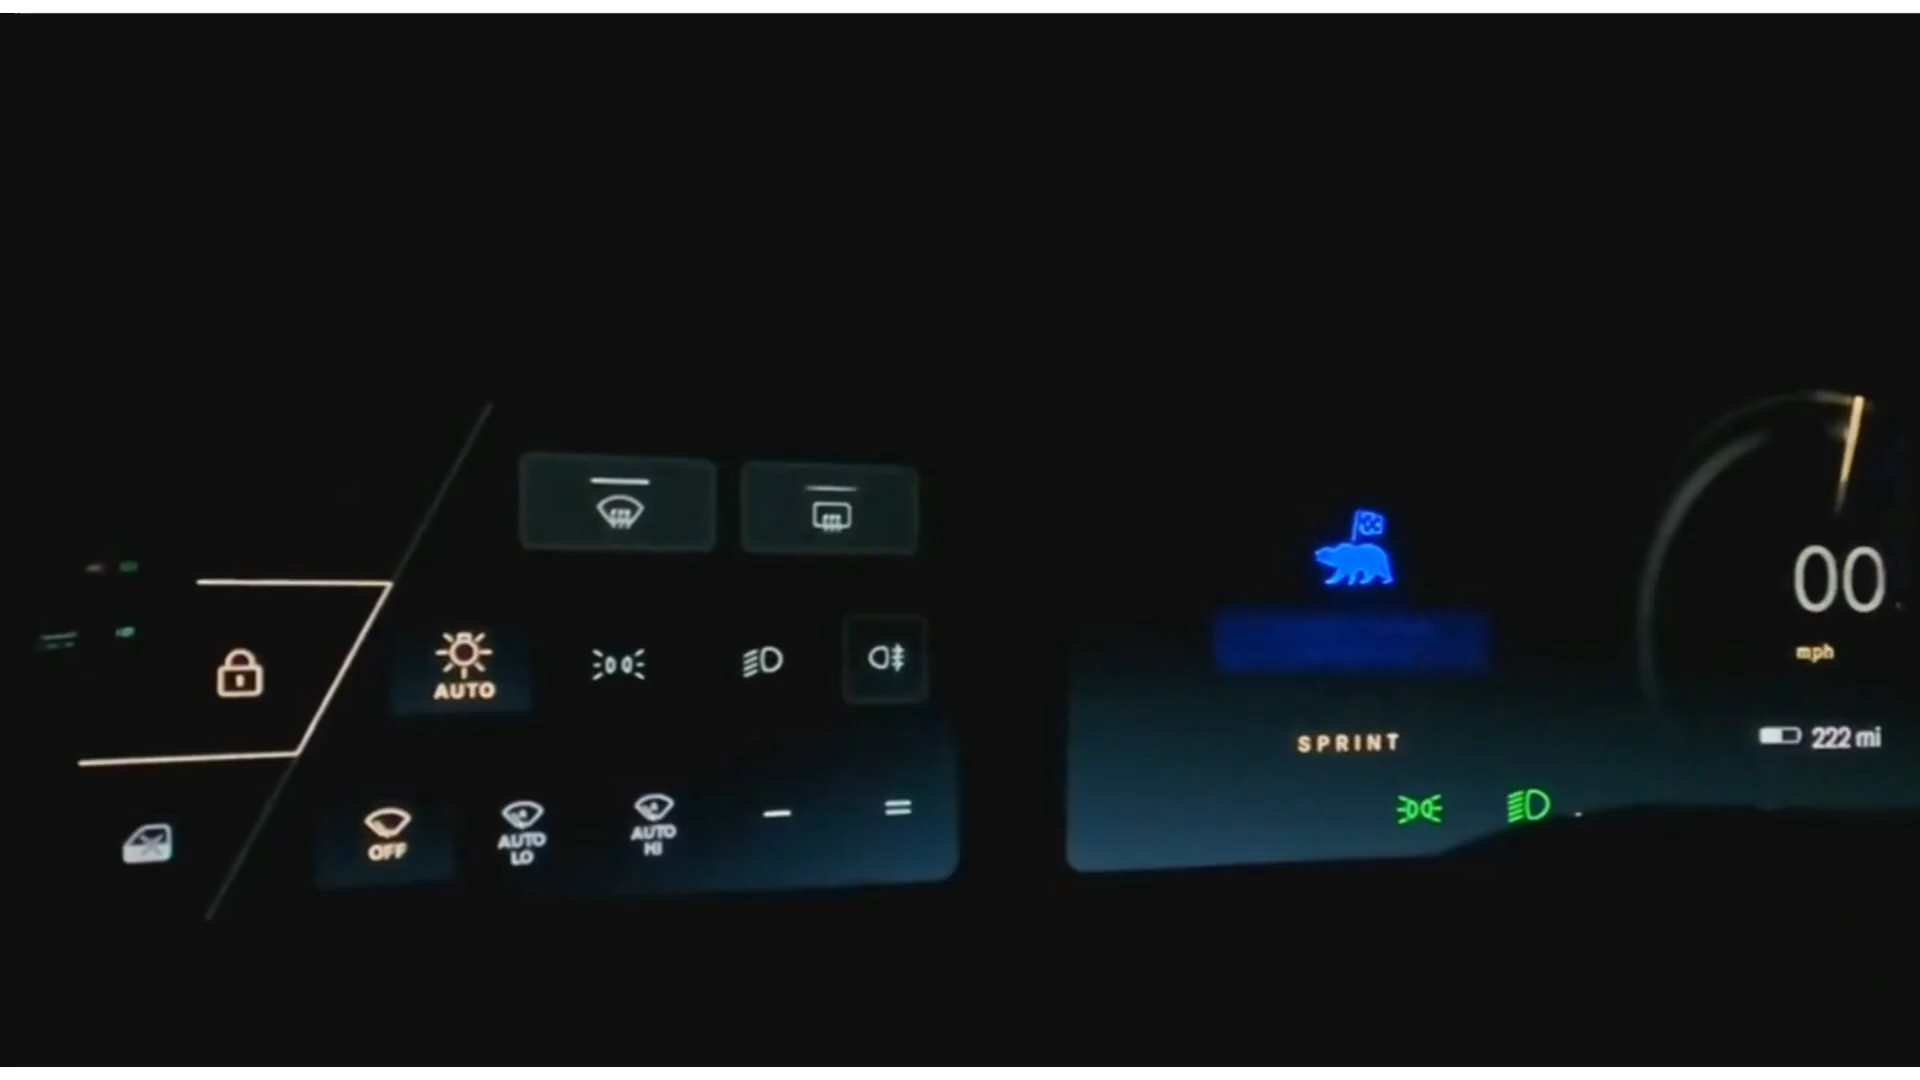 AUTO
OFF
AUTO
LO
AUTO
HI
SPRINT
00
mph
222 mi